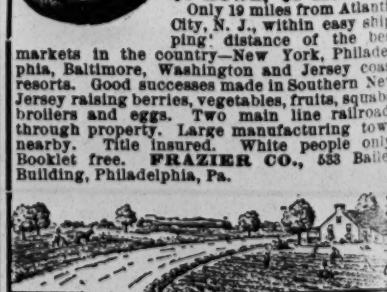 Only 19 miles from Atlant
City, N. J., within easy ship
ping distance of the be
markets in the country—New York, Philade
phia, Baltimore, Washington and Jersey coas
resorts. Good successes made in Southern Ne
Jersey raising berries, vegetables, fruits, squab
broilers and eggs. Two main line railroad
through property. Large manufacturing tow
nearby. Title insured. White people onl
Booklet free. FRAZIER CO., 533 Baile
Building, Philadelphia, Pa.